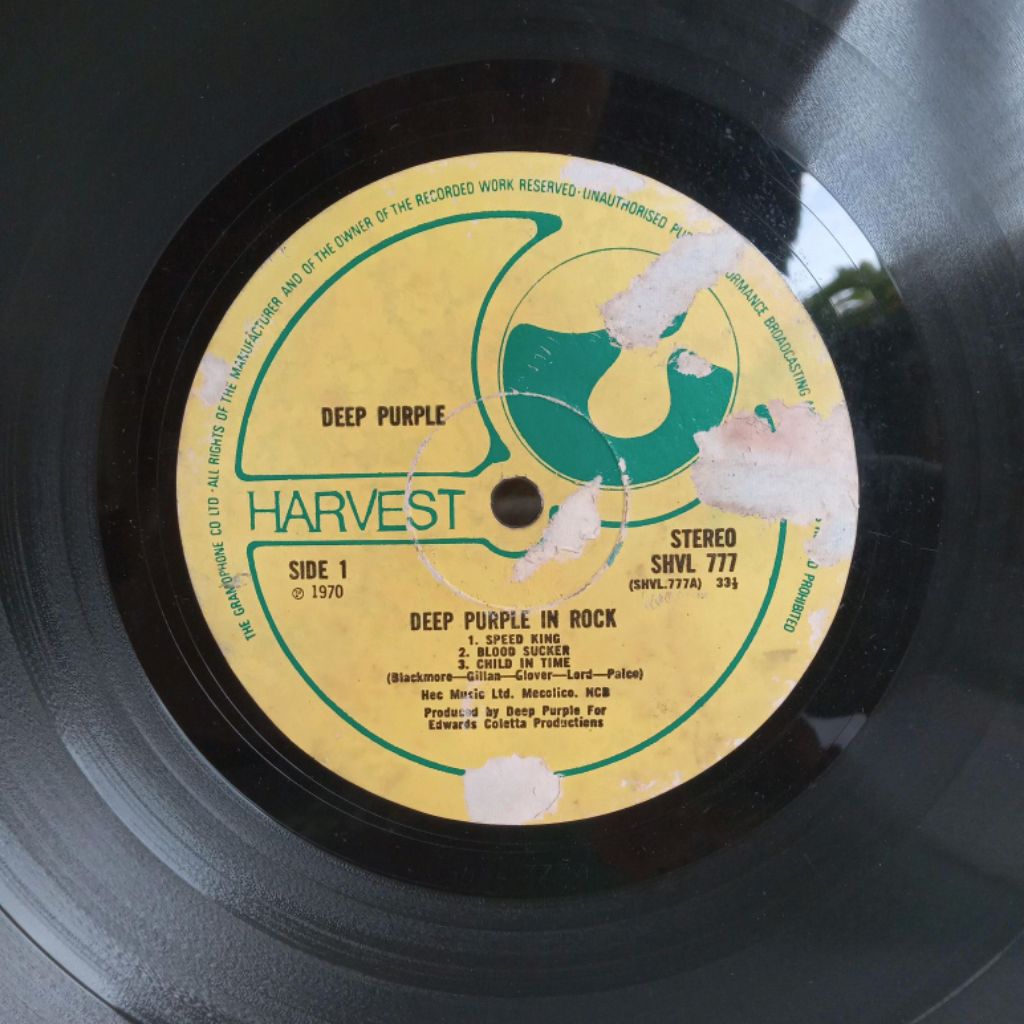 THE GRAMOPHONE CO LTD · ALL RIGHTS OF THE MANUFACTURER AND OF THE OWNER OF THE RECORDED WORK RESERVED · UNAUTHORISED BROADCASTING PROHIBITED
DEEP PURPLE
HARVEST
STEREO
SIDE 1
SHVL 777
℗ 1970
(SHVL.777A) 33⅓
DEEP PURPLE IN ROCK
1. SPEED KING
2. BLOOD SUCKER
3. CHILD IN TIME
(Blackmore—Gillan—Glover—Lord—Paice)
Hec Music Ltd. Mecolico. NCB
Produced by Deep Purple For
Edwards Coletta Productions